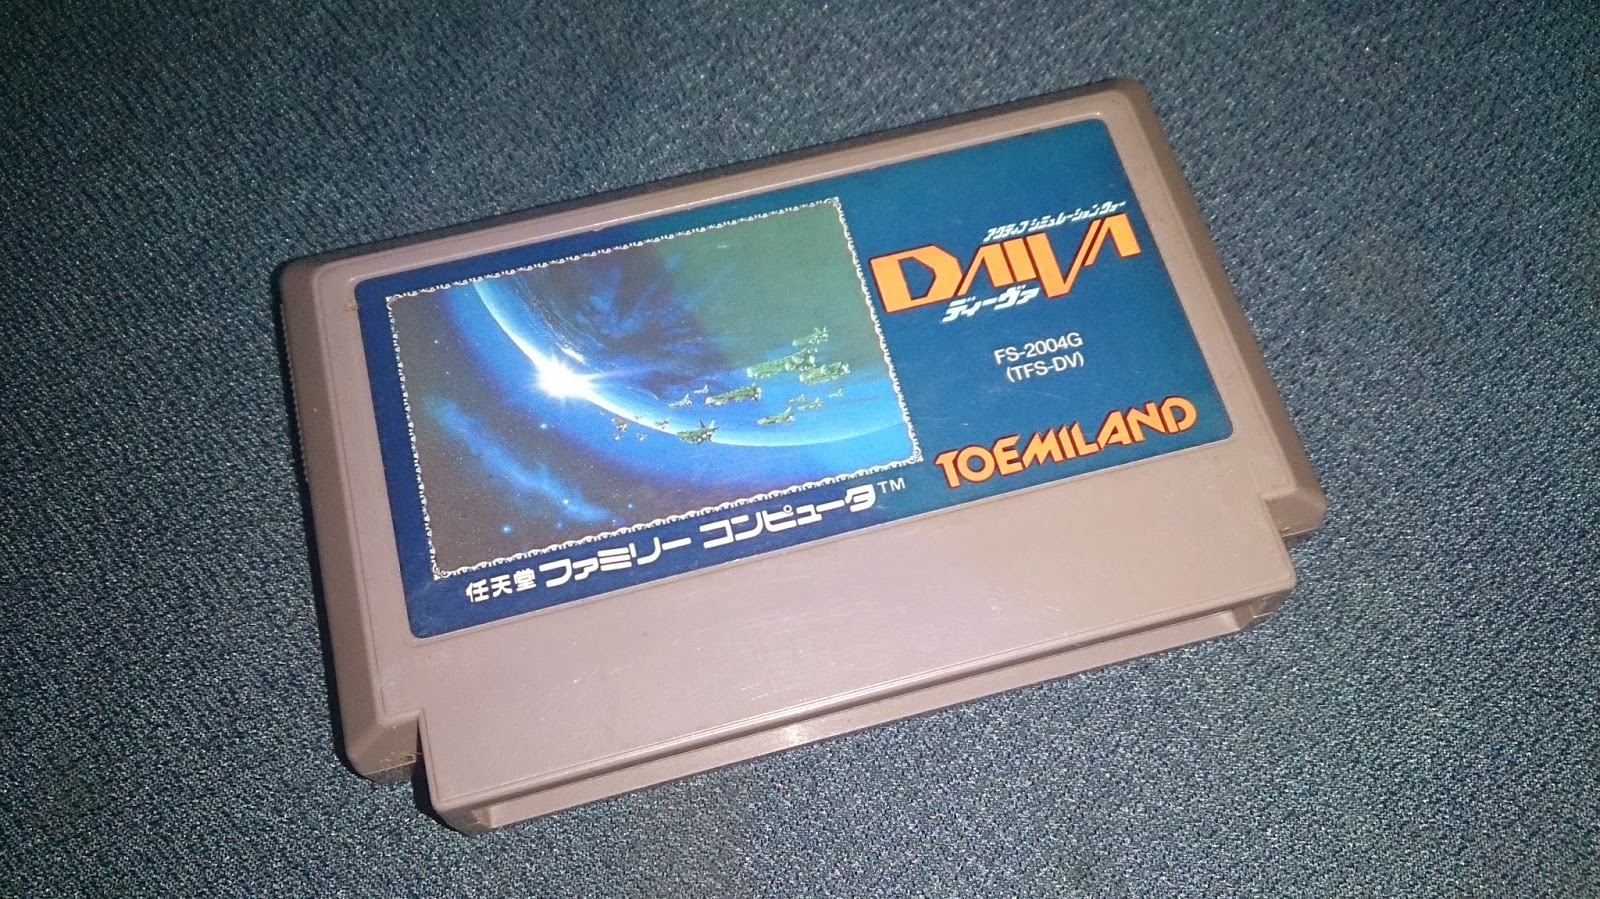 アクティブ シミュレーションウォー
DAIVA
ディーヴァ
FS-2004G
(TFS-DV)
TOEMILAND
任天堂 ファミリー コンピュータ™